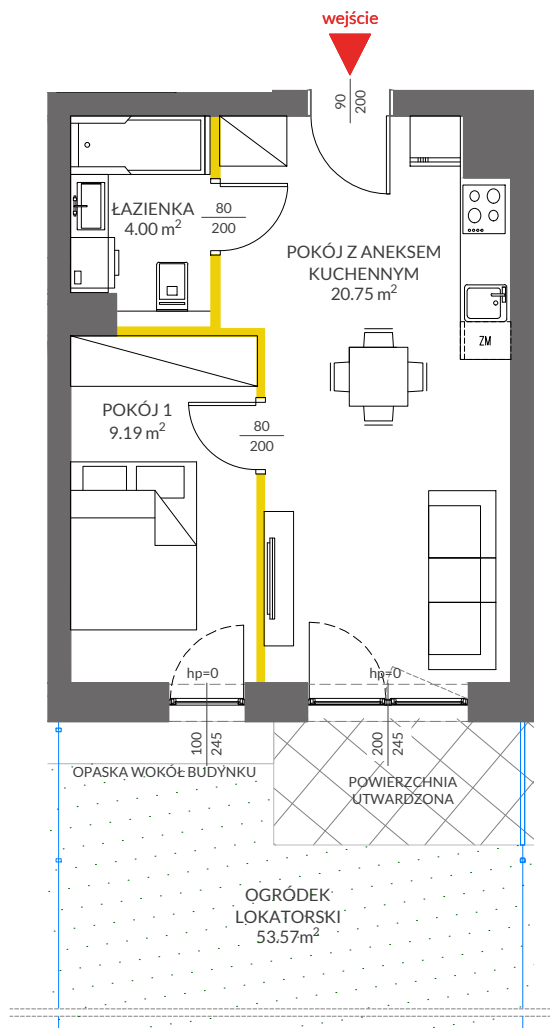 wejście
90
200
ŁAZIENKA
4.00 m²
80
200
POKÓJ Z ANEKSEM
KUCHENNYM
20.75 m²
ZM
POKÓJ 1
9.19 m²
80
200
hp=0
hp=0
100
245
200
245
OPASKA WOKÓŁ BUDYNKU
POWIERZCHNIA
UTWARDZONA
OGRÓDEK
LOKATORSKI
53.57m²